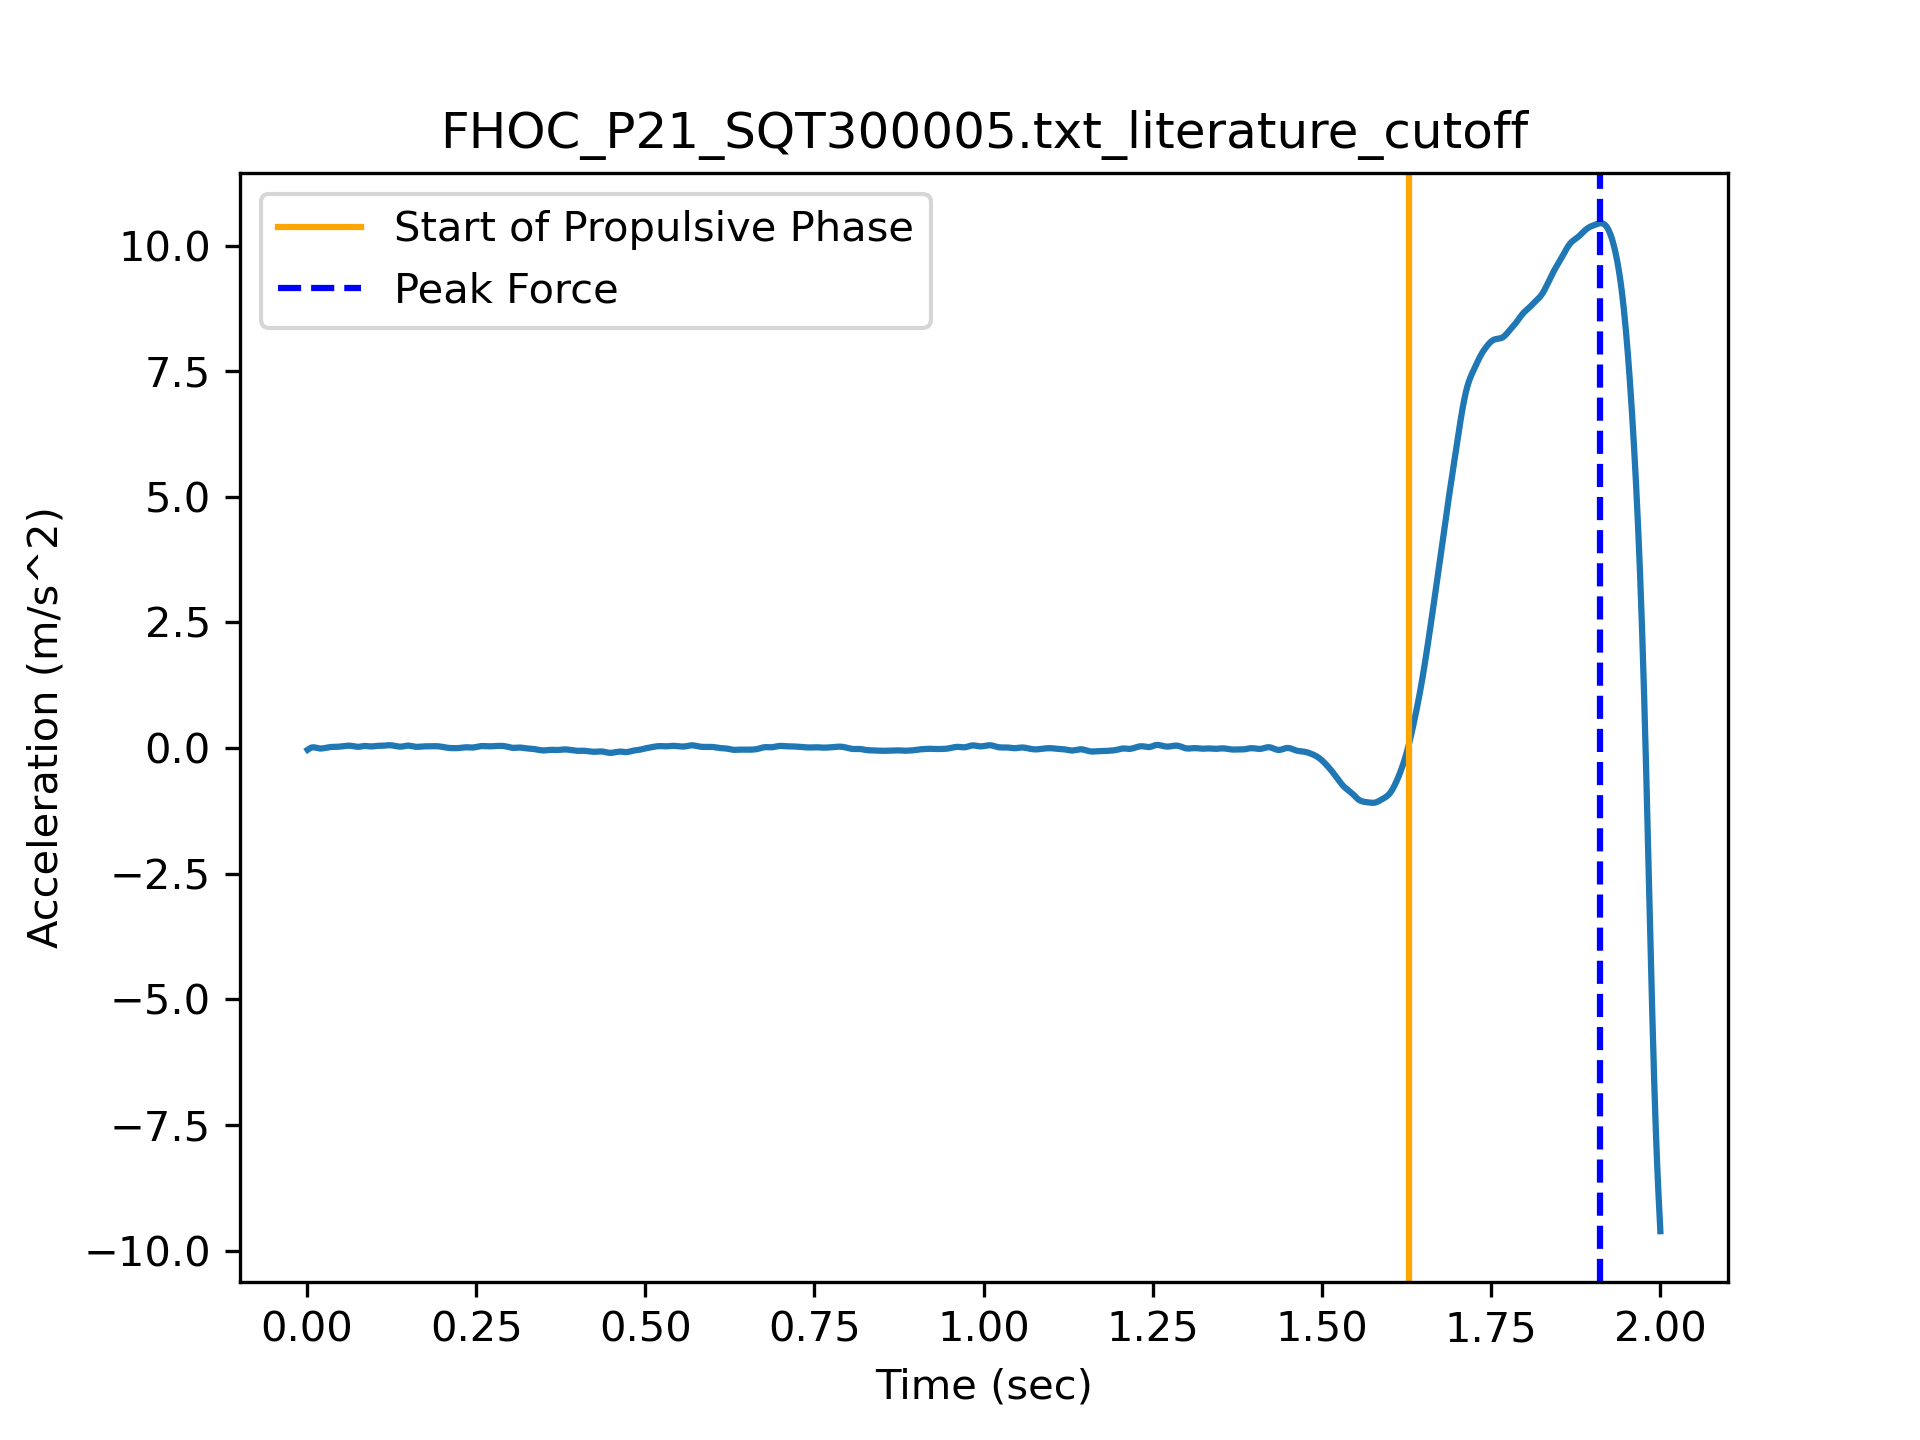 FHOC_P21_SQT300005.txt_literature_cutoff
Start of Propulsive Phase
Peak Force
10.0
7.5
5.0
2.5
0.0
−2.5
−5.0
−7.5
−10.0
Acceleration (m/s^2)
0.00 0.25 0.50 0.75 1.00 1.25 1.50 1.75 2.00
Time (sec)